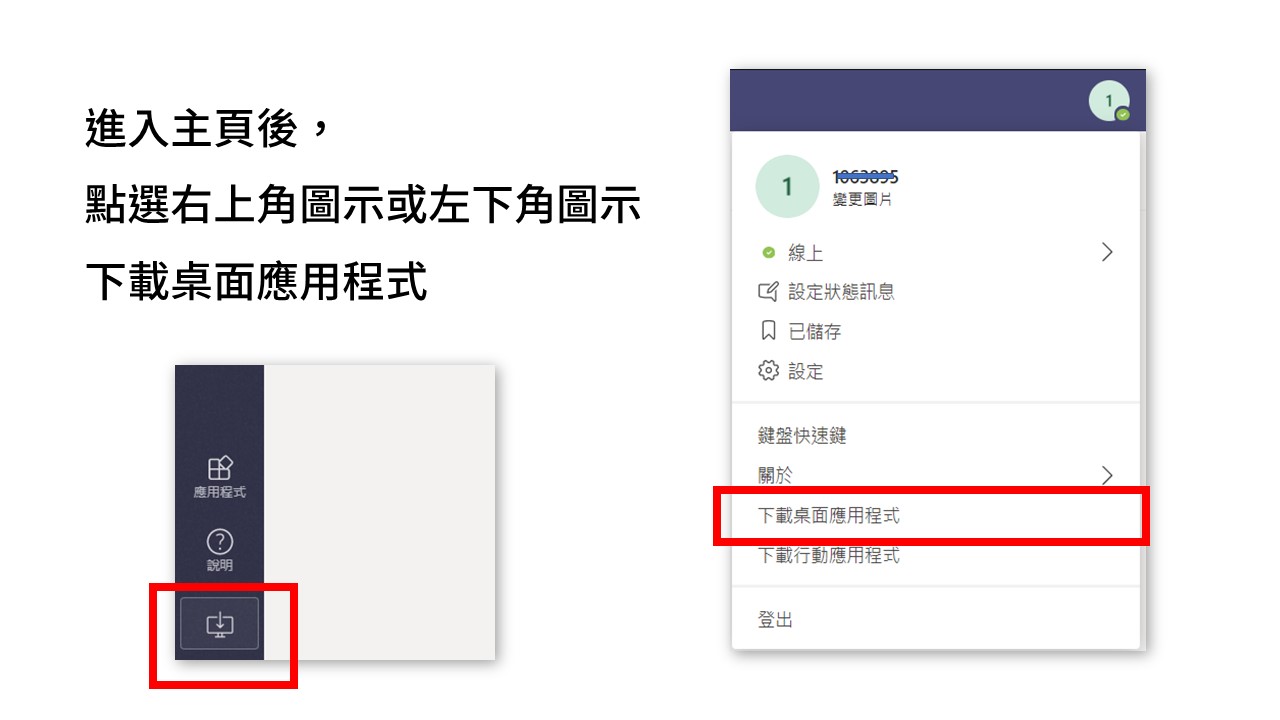 進入主頁後，
點選右上角圖示或左下角圖示
下載桌面應用程式
應用程式
說明
1
1
變更圖片
線上
設定狀態訊息
已儲存
設定
鍵盤快速鍵
關於
下載桌面應用程式
下載行動應用程式
登出